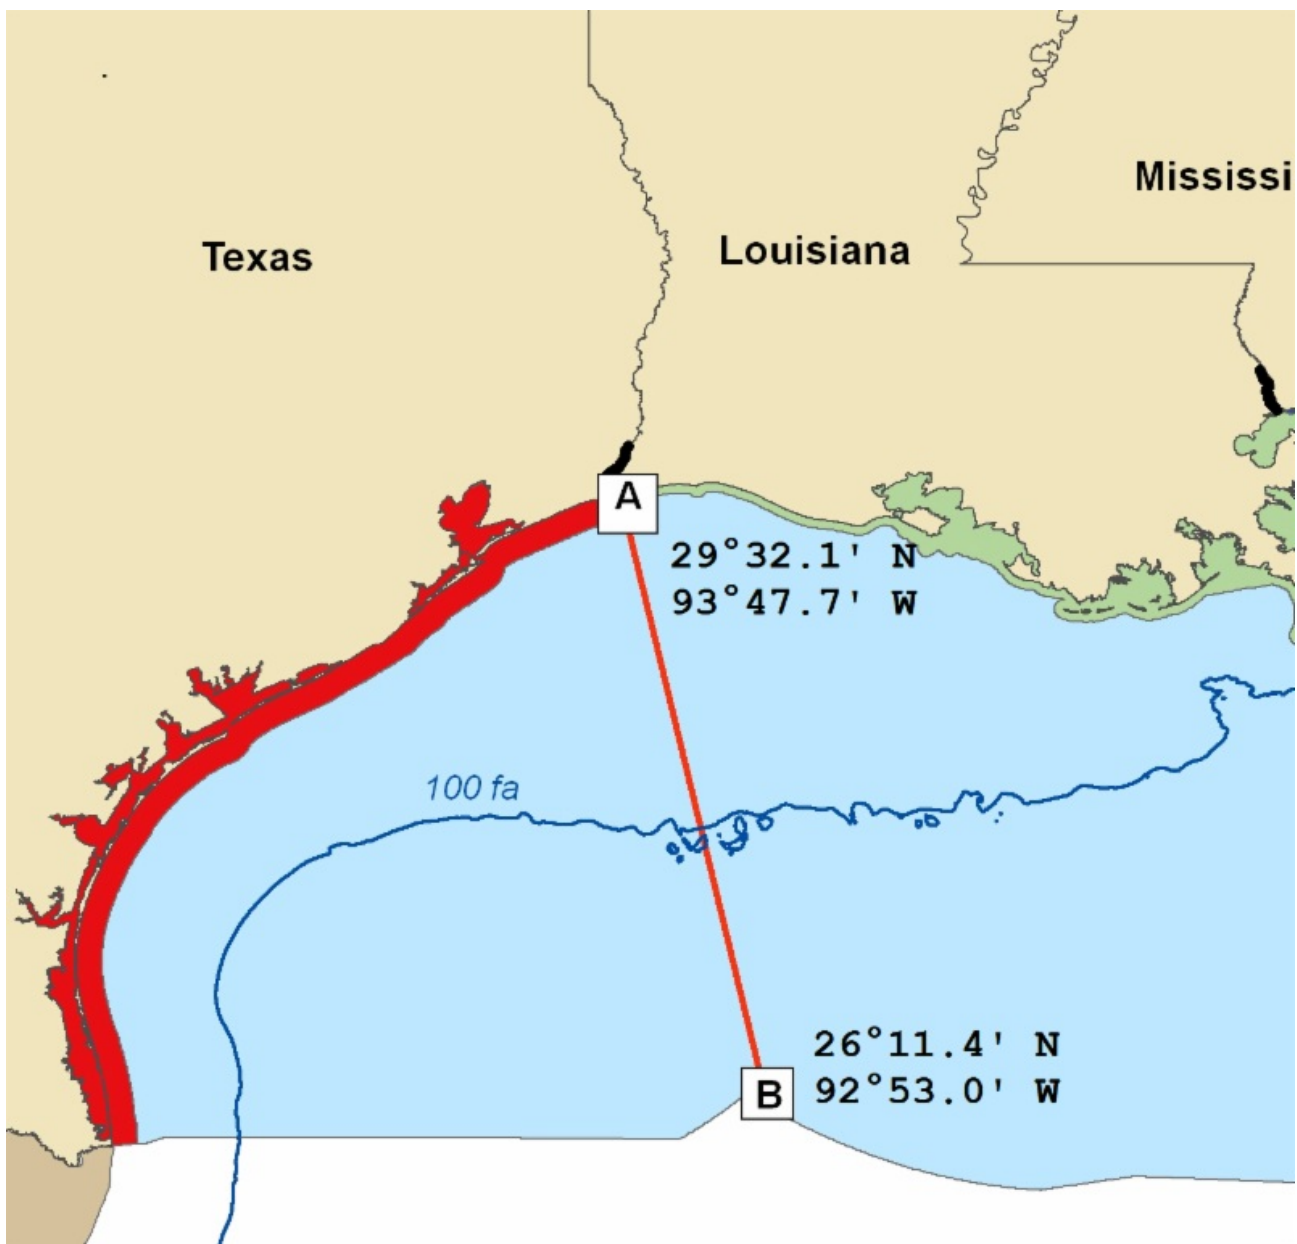 Mississi
Texas
Louisiana
A
29°32.1' N
93°47.7' W
100 fa
26°11.4' N
92°53.0' W
B